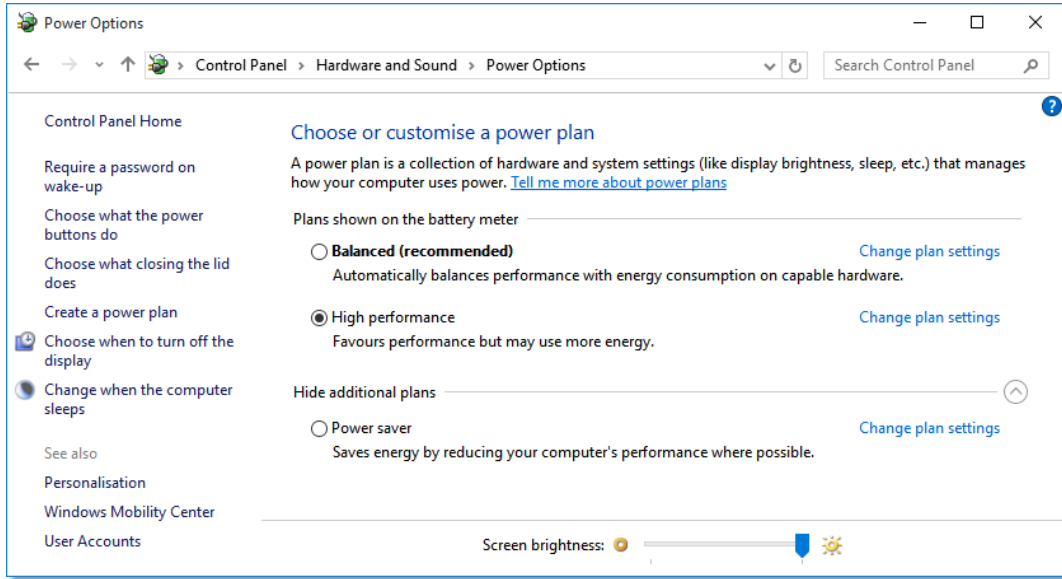 Power Options
Control Panel > Hardware and Sound > Power Options
Search Control Panel
?
Control Panel Home
Require a password on
wake-up
Choose what the power
buttons do
Choose what closing the lid
does
Create a power plan
Choose when to turn off the
display
Change when the computer
sleeps
See also
Personalisation
Windows Mobility Center
User Accounts
Choose or customise a power plan
A power plan is a collection of hardware and system settings (like display brightness, sleep, etc.) that manages
how your computer uses power. Tell me more about power plans
Plans shown on the battery meter
Balanced (recommended) Change plan settings
Automatically balances performance with energy consumption on capable hardware.
High performance Change plan settings
Favours performance but may use more energy.
Hide additional plans
Power saver Change plan settings
Saves energy by reducing your computer's performance where possible.
Screen brightness: